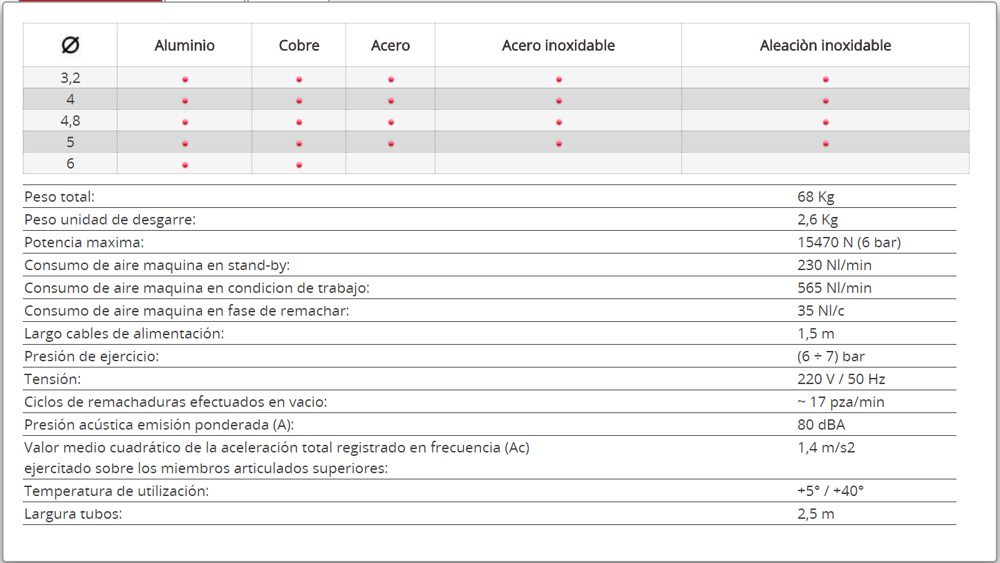 Ø Aluminio Cobre Acero Acero inoxidable Aleaciòn inoxidable
3,2
4
4,8
5
6
Peso total: 68 Kg
Peso unidad de desgarre: 2,6 Kg
Potencia maxima: 15470 N (6 bar)
Consumo de aire maquina en stand-by: 230 Nl/min
Consumo de aire maquina en condicion de trabajo: 565 Nl/min
Consumo de aire maquina en fase de remachar: 35 Nl/c
Largo cables de alimentación: 1,5 m
Presión de ejercicio: (6 ÷ 7) bar
Tensión: 220 V / 50 Hz
Ciclos de remachaduras efectuados en vacio: ~ 17 pza/min
Presión acústica emisión ponderada (A): 80 dBA
Valor medio cuadrático de la aceleración total registrado en frecuencia (Ac) 1,4 m/s2
ejercitado sobre los miembros articulados superiores:
Temperatura de utilización: +5° / +40°
Largura tubos: 2,5 m